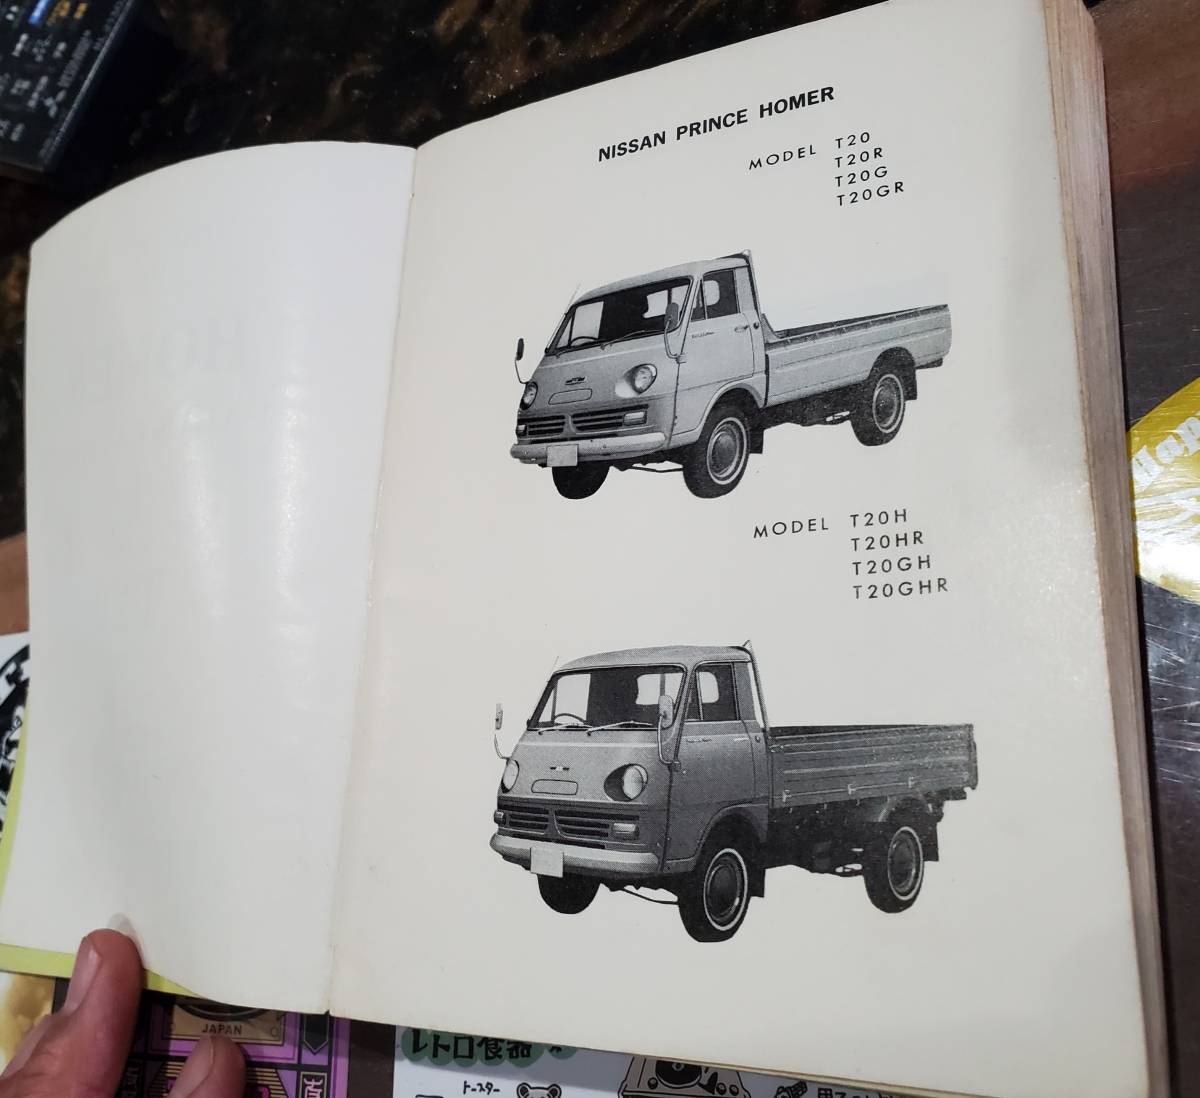 NISSAN PRINCE HOMER
MODEL T20
T20R
T20G
T20GR
MODEL T20H
T20HR
T20GH
T20GHR
JAPAN
レトロ食器
トースター